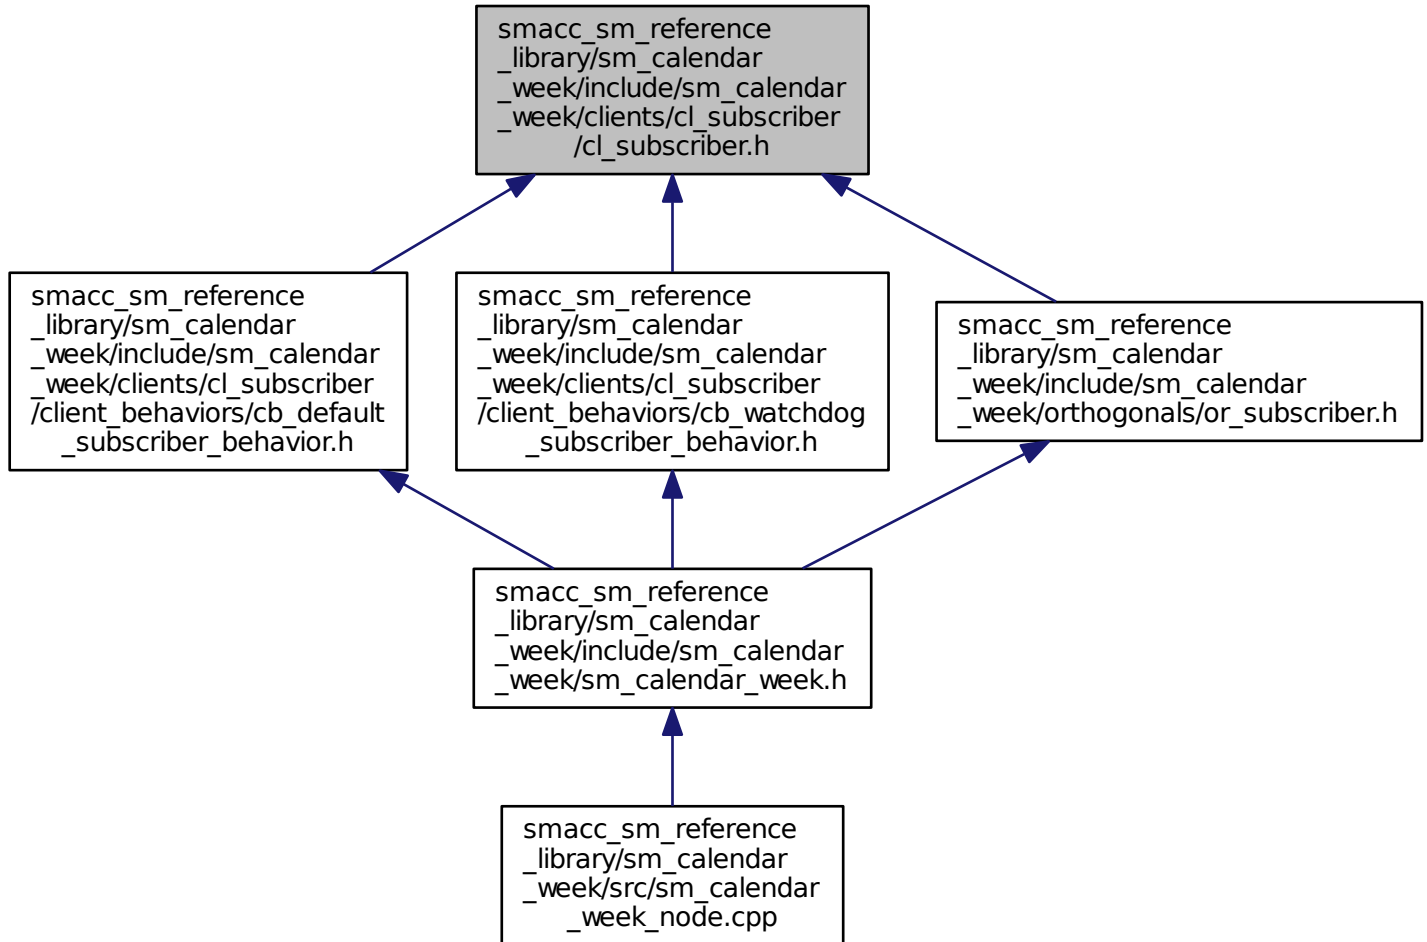 smacc_sm_reference
_library/sm_calendar
_week/include/sm_calendar
_week/clients/cl_subscriber
/cl_subscriber.h
smacc_sm_reference
_library/sm_calendar
_week/include/sm_calendar
_week/clients/cl_subscriber
/client_behaviors/cb_default
_subscriber_behavior.h
smacc_sm_reference
_library/sm_calendar
_week/include/sm_calendar
_week/clients/cl_subscriber
/client_behaviors/cb_watchdog
_subscriber_behavior.h
smacc_sm_reference
_library/sm_calendar
_week/include/sm_calendar
_week/orthogonals/or_subscriber.h
smacc_sm_reference
_library/sm_calendar
_week/include/sm_calendar
_week/sm_calendar_week.h
smacc_sm_reference
_library/sm_calendar
_week/src/sm_calendar
_week_node.cpp